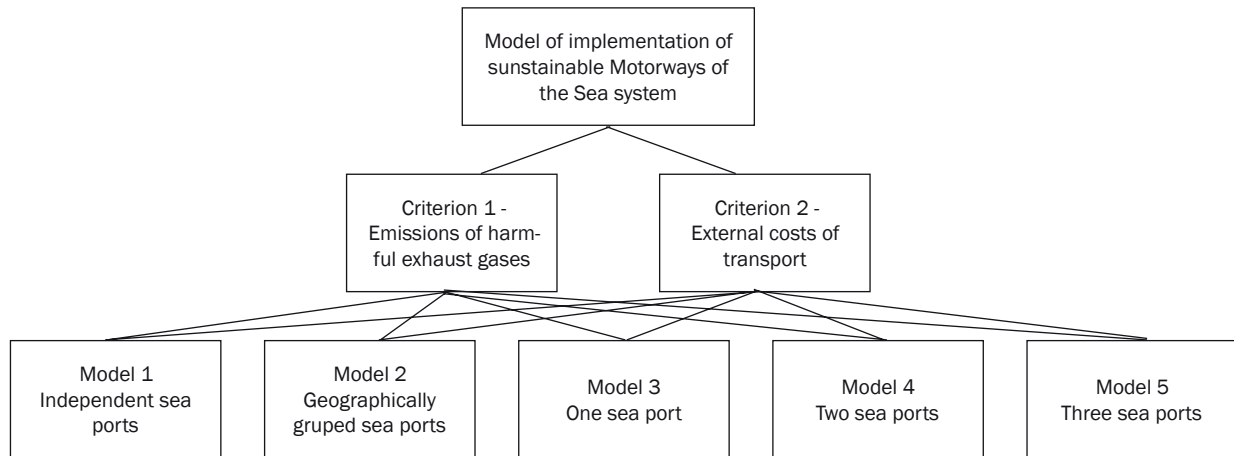 Model of implementation of
sunstainable Motorways of
the Sea system
Criterion 1 -
Emissions of harm-
ful exhaust gases
Criterion 2 -
External costs of
transport
Model 1
Independent sea
ports
Model 2
Geographically
gruped sea ports
Model 3
One sea port
Model 4
Two sea ports
Model 5
Three sea ports